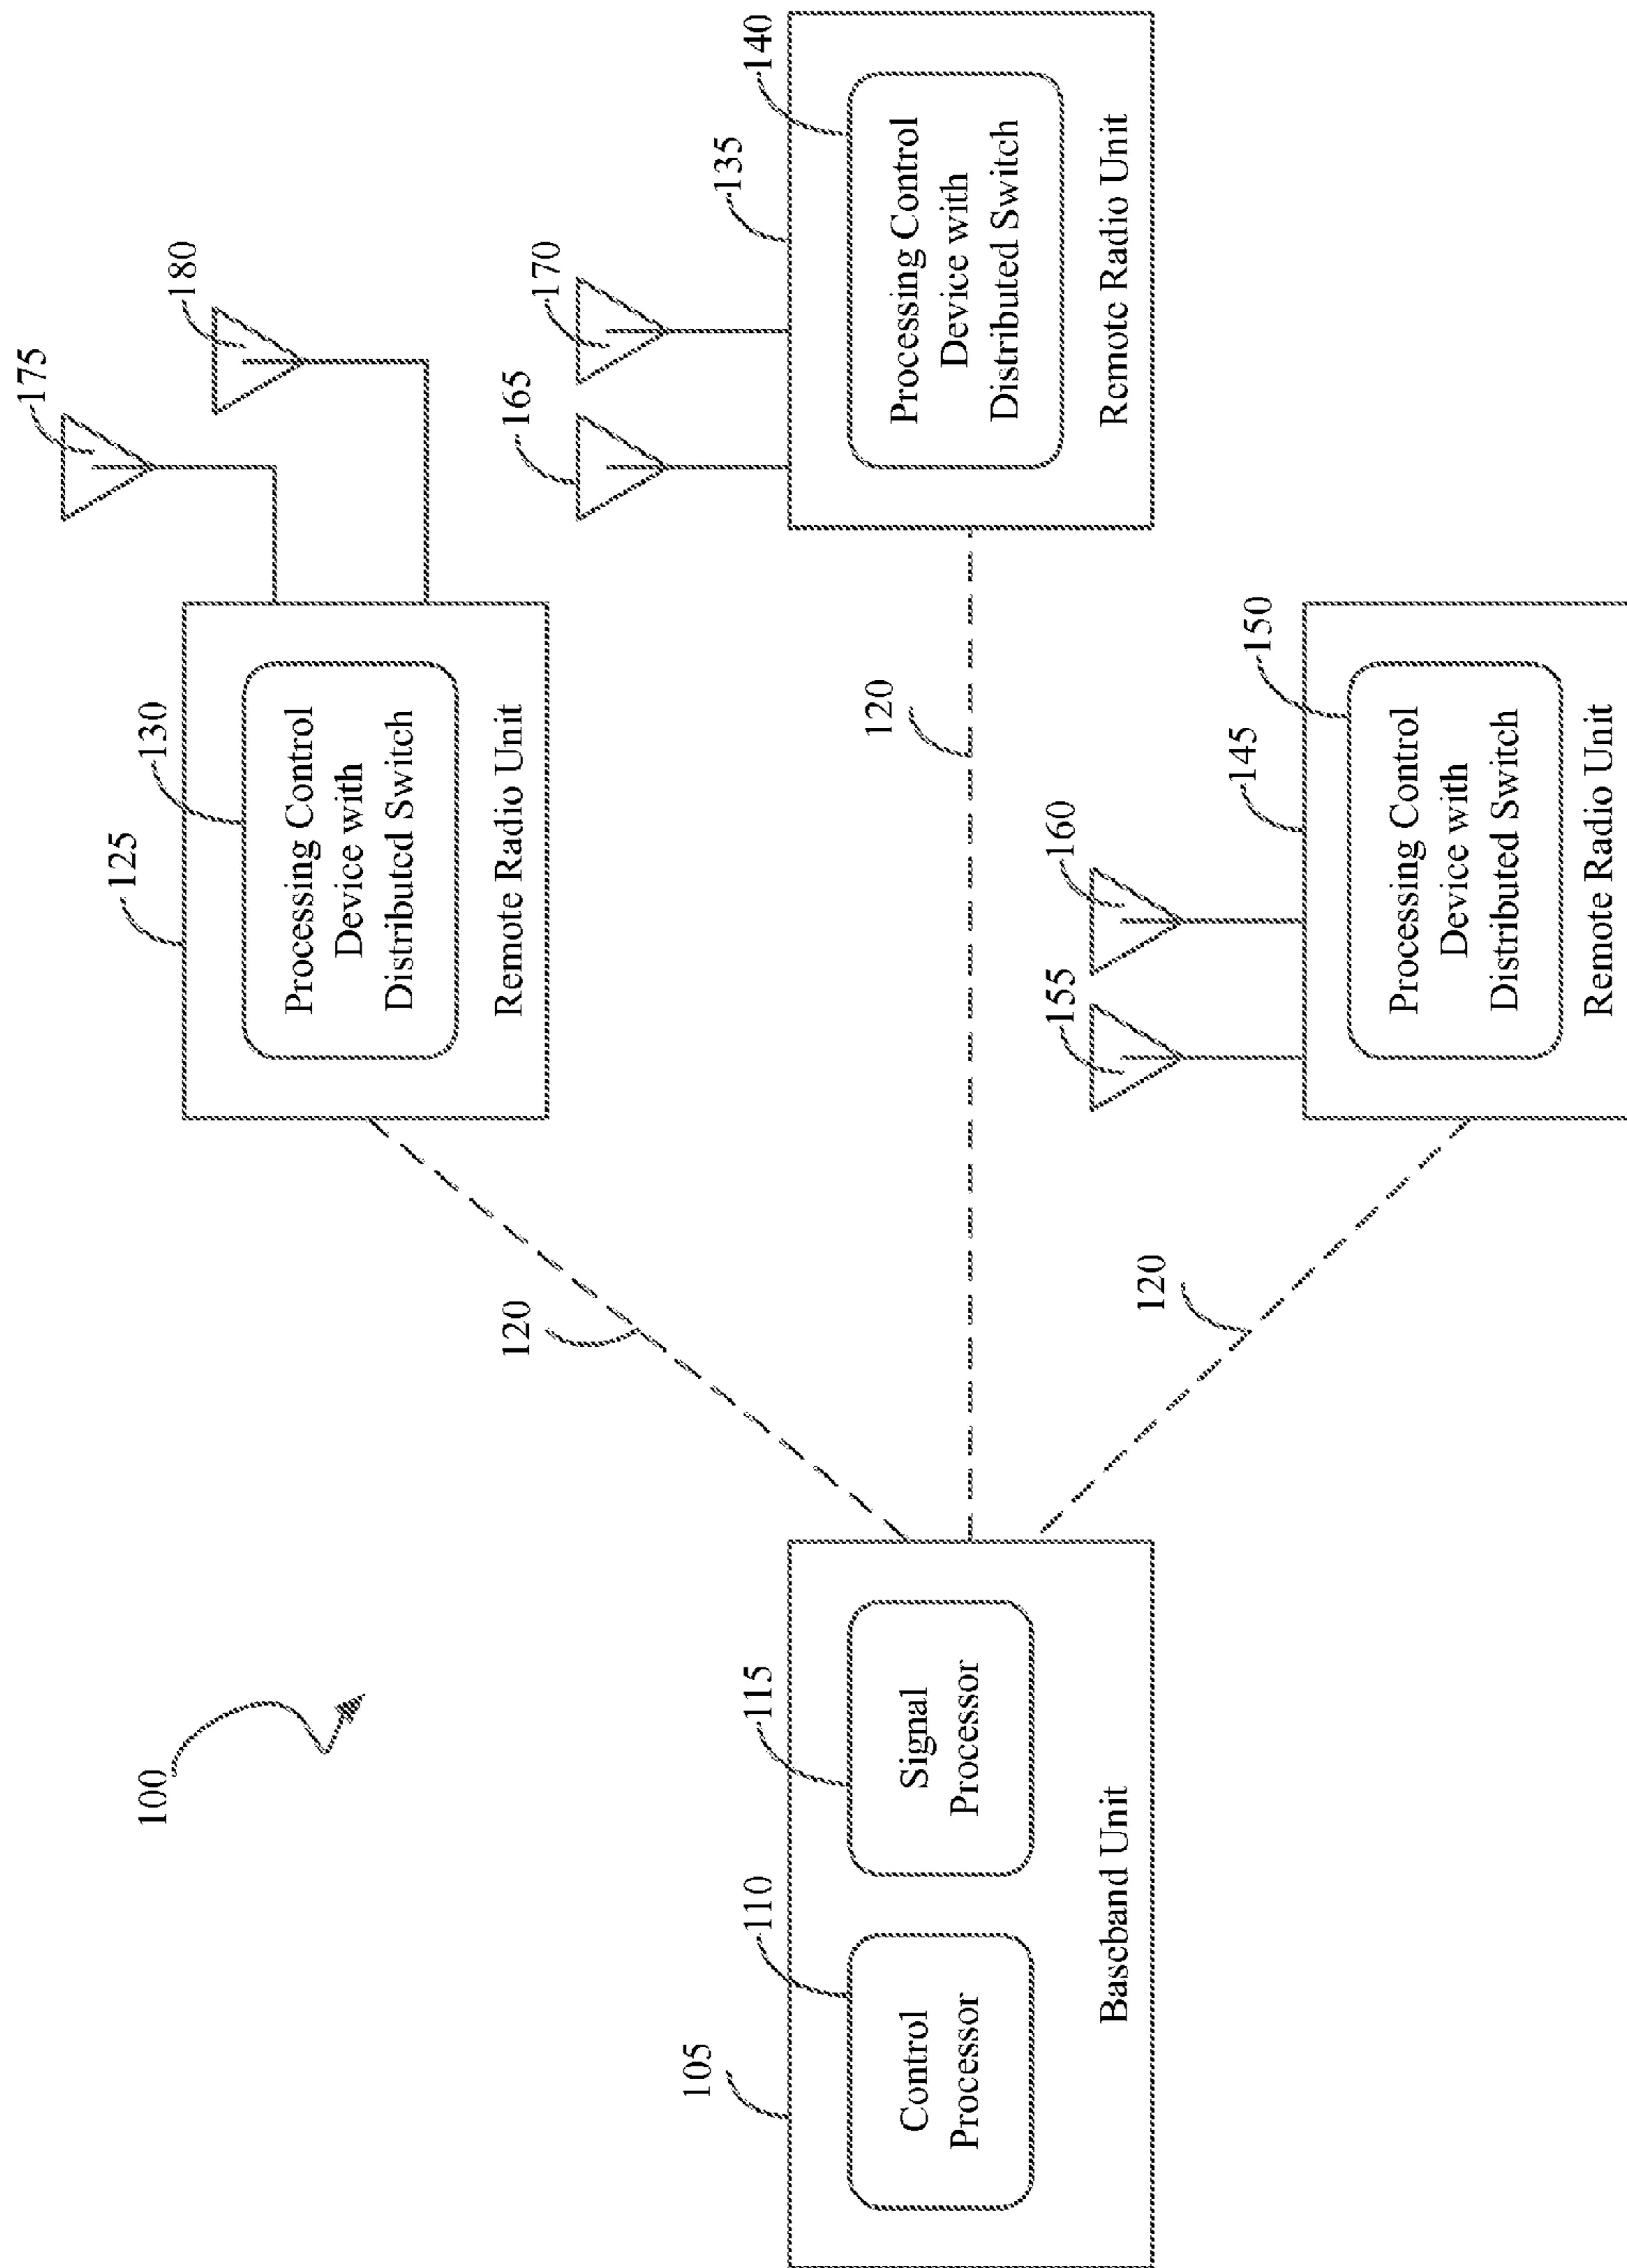 100
175
180
125
130
Processing Control
Device with
Distributed Switch
Remote Radio Unit
120
105
110
Control
Processor
115
Signal
Processor
Baseband Unit
120
165
170
135
140
Processing Control
Device with
Distributed Switch
Remote Radio Unit
120
155
160
145
150
Processing Control
Device with
Distributed Switch
Remote Radio Unit